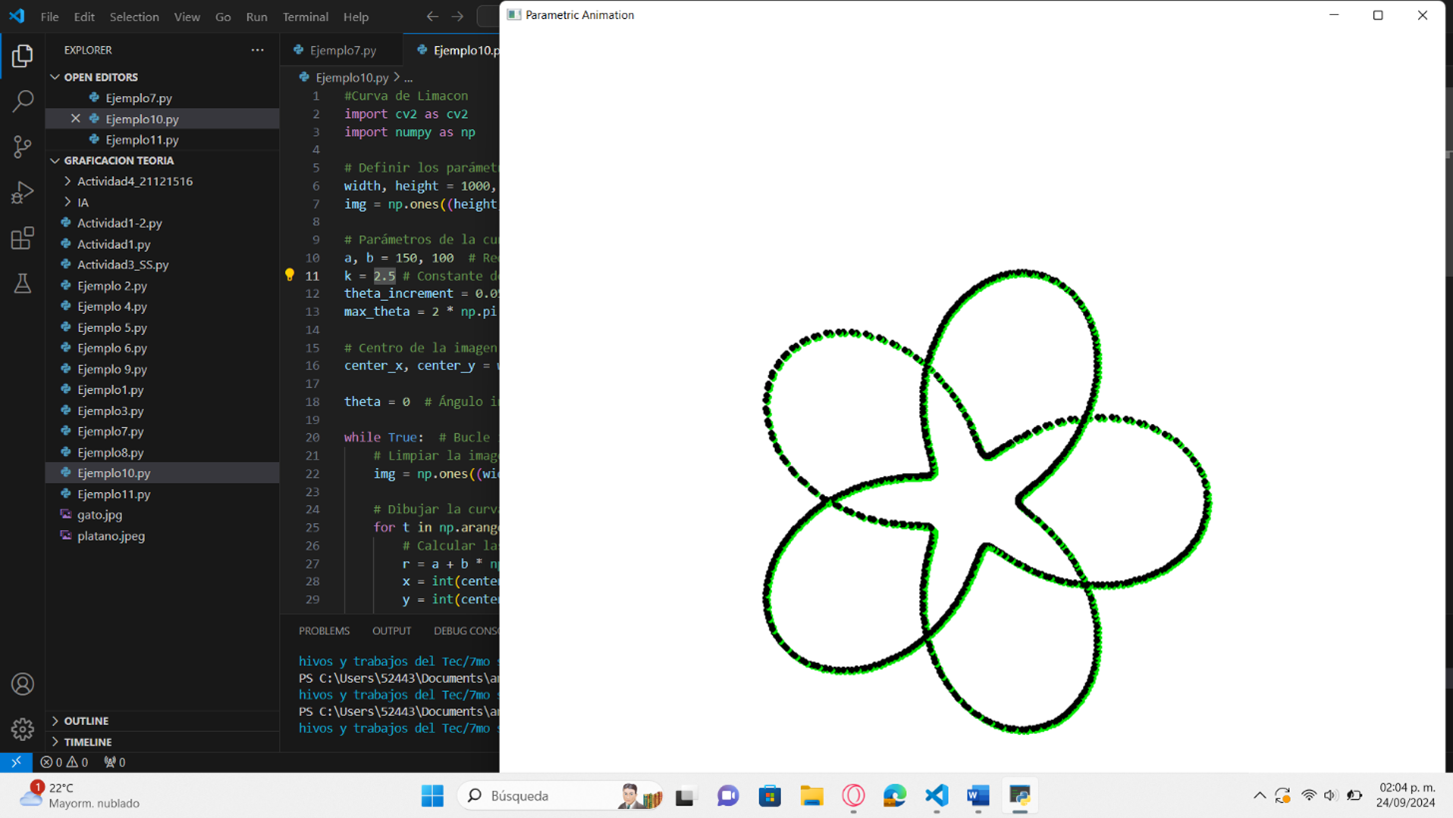 File Edit Selection View Go Run Terminal Help
Parametric Animation
EXPLORER
OPEN EDITORS
Ejemplo7.py
Ejemplo10.py
Ejemplo11.py
GRAFICACION TEORIA
Actividad4_21121516
IA
Actividad1-2.py
Actividad1.py
Actividad3_SS.py
Ejemplo 2.py
Ejemplo 4.py
Ejemplo 5.py
Ejemplo 6.py
Ejemplo 9.py
Ejemplo1.py
Ejemplo3.py
Ejemplo7.py
Ejemplo8.py
Ejemplo10.py
Ejemplo11.py
gato.jpg
platano.jpeg
OUTLINE
TIMELINE
Ejemplo7.py Ejemplo10.p
Ejemplo10.py > ...
1 #Curva de Limacon
2 import cv2 as cv2
3 import numpy as np
4
5 # Definir los parámet
6 width, height = 1000,
7 img = np.ones((height
8
9 # Parámetros de la cu
10 a, b = 150, 100 # Re
11 k = 2.5 # Constante d
12 theta_increment = 0.0
13 max_theta = 2 * np.pi
14
15 # Centro de la imagen
16 center_x, center_y =
17
18 theta = 0 # Ángulo i
19
20 while True: # Bucle
21 # Limpiar la image
22 img = np.ones((wi
23
24 # Dibujar la curva
25 for t in np.arang
26 # Calcular la
27 r = a + b * n
28 x = int(cente
29 y = int(cente
PROBLEMS OUTPUT DEBUG CONS
hivos y trabajos del Tec/7mo s
PS C:\Users\52443\Documents\a
hivos y trabajos del Tec/7mo s
PS C:\Users\52443\Documents\a
hivos y trabajos del Tec/7mo s
0 0 0
1
22°C
Mayorm. nublado
Búsqueda
02:04 p. m.
24/09/2024